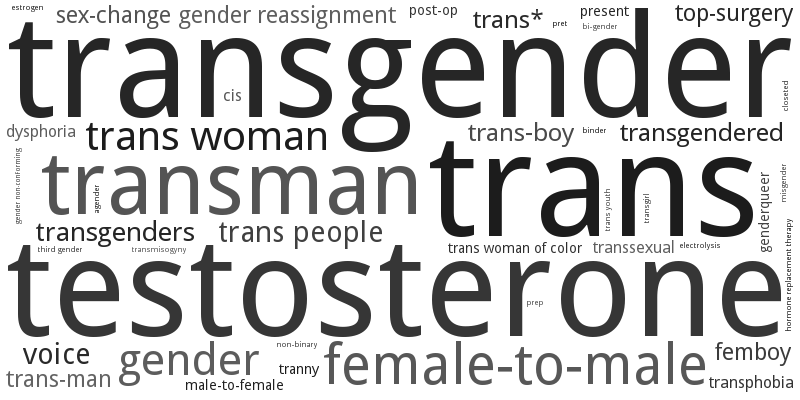 estrogen
sex-change
gender reassignment
post-op
trans*
pret
present
bi-gender
top-surgery
transgender
cis
closeted
dysphoria
trans woman
trans-boy
binder
transgendered
gender non-conforming
transman
agender
trans
trans youth
transgirl
genderqueer
misgender
transgenders
trans people
third gender
transmisogyny
trans woman of color
transsexual
electrolysis
hormone replacement therapy
testosterone
prep
voice
gender
non-binary
tranny
female-to-male
femboy
trans-man
male-to-female
transphobia